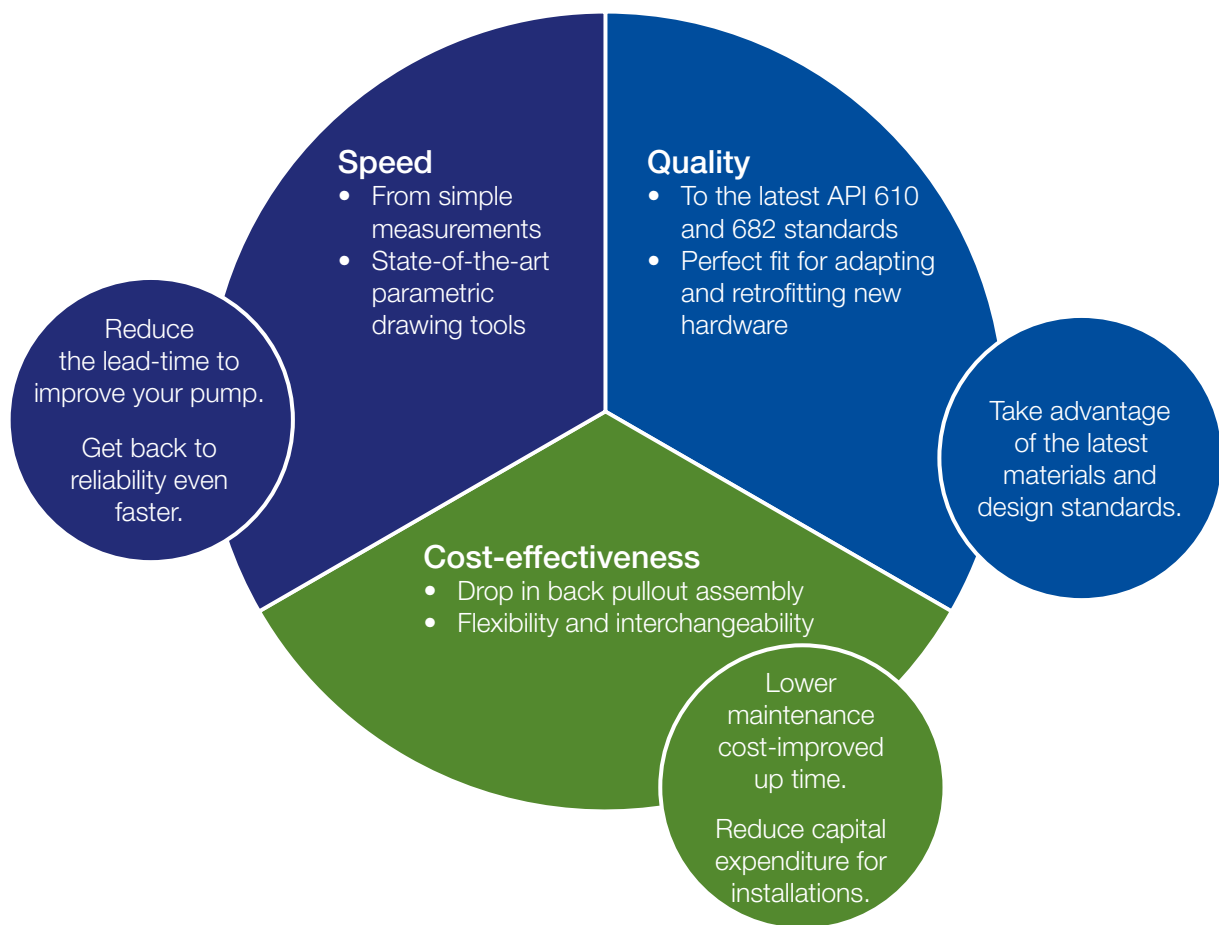 Speed
• From simple
measurements
• State-of-the-art
parametric
drawing tools
Quality
• To the latest API 610
and 682 standards
• Perfect fit for adapting
and retrofitting new
hardware
Reduce
the lead-time to
improve your pump.
Get back to
reliability even
faster.
Take advantage
of the latest
materials and
design standards.
Cost-effectiveness
• Drop in back pullout assembly
• Flexibility and interchangeability
Lower
maintenance
cost-improved
up time.
Reduce capital
expenditure for
installations.